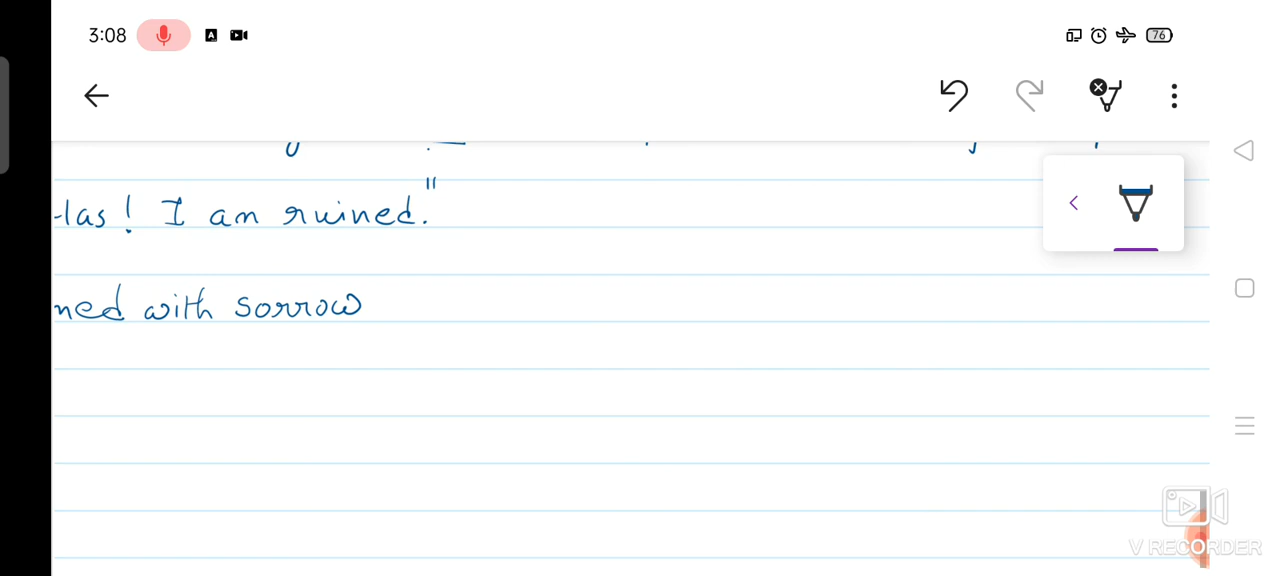 3:08
A
76
las! I am ruined."
ned with sorrow
V RECORDER